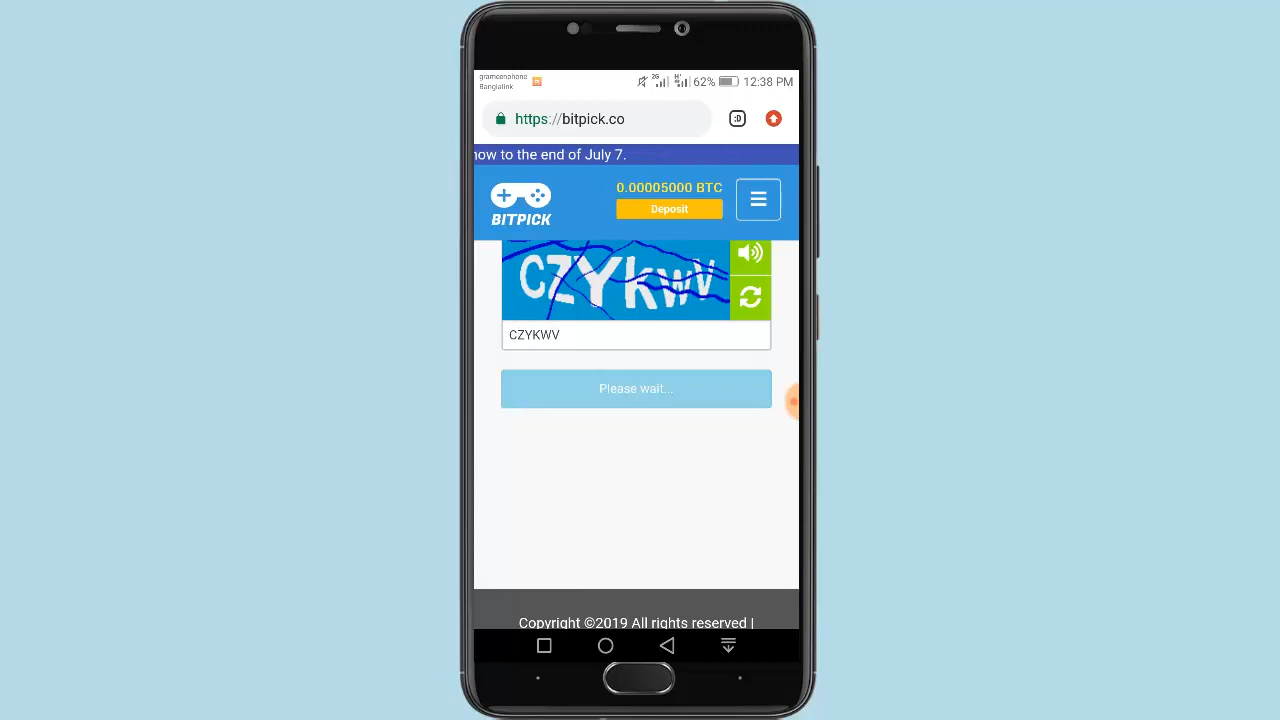 grameenphone
Banglalink
2G
H+
62%
12:38 PM
https://bitpick.co
:D
now to the end of July 7.
BITPICK
0.00005000 BTC
Deposit
CZYkwV
CZYKWV
Please wait...
Copyright ©2019 All rights reserved |